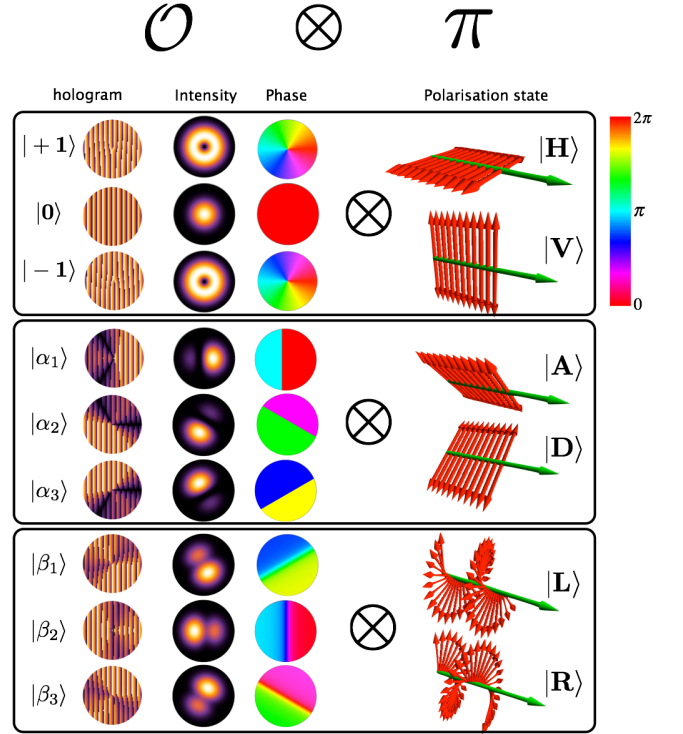 𝒪 ⊗ π
hologram Intensity Phase Polarisation state
|+1⟩ |H⟩ 2π
|0⟩ ⊗ |V⟩ π
|−1⟩ 0
|α₁⟩ |A⟩
|α₂⟩ ⊗ |D⟩
|α₃⟩
|β₁⟩ |L⟩
|β₂⟩ ⊗
|β₃⟩ |R⟩